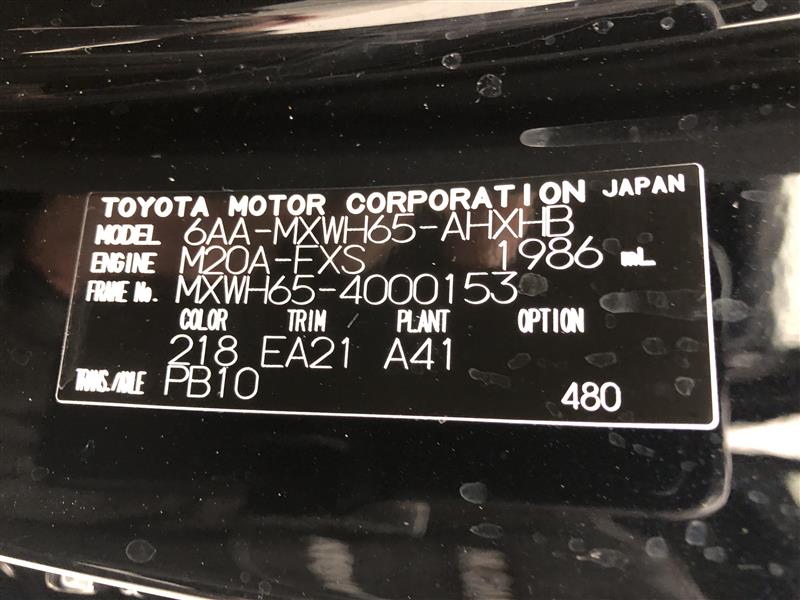 TOYOTA MOTOR CORPORATION JAPAN
MODEL 6AA-MXWH65-AHXHB
ENGINE M20A-FXS 1986 mL
FRAME No. MXWH65-4000153
COLOR TRIM PLANT OPTION
218 EA21 A41
TRANS./AXLE PB10 480